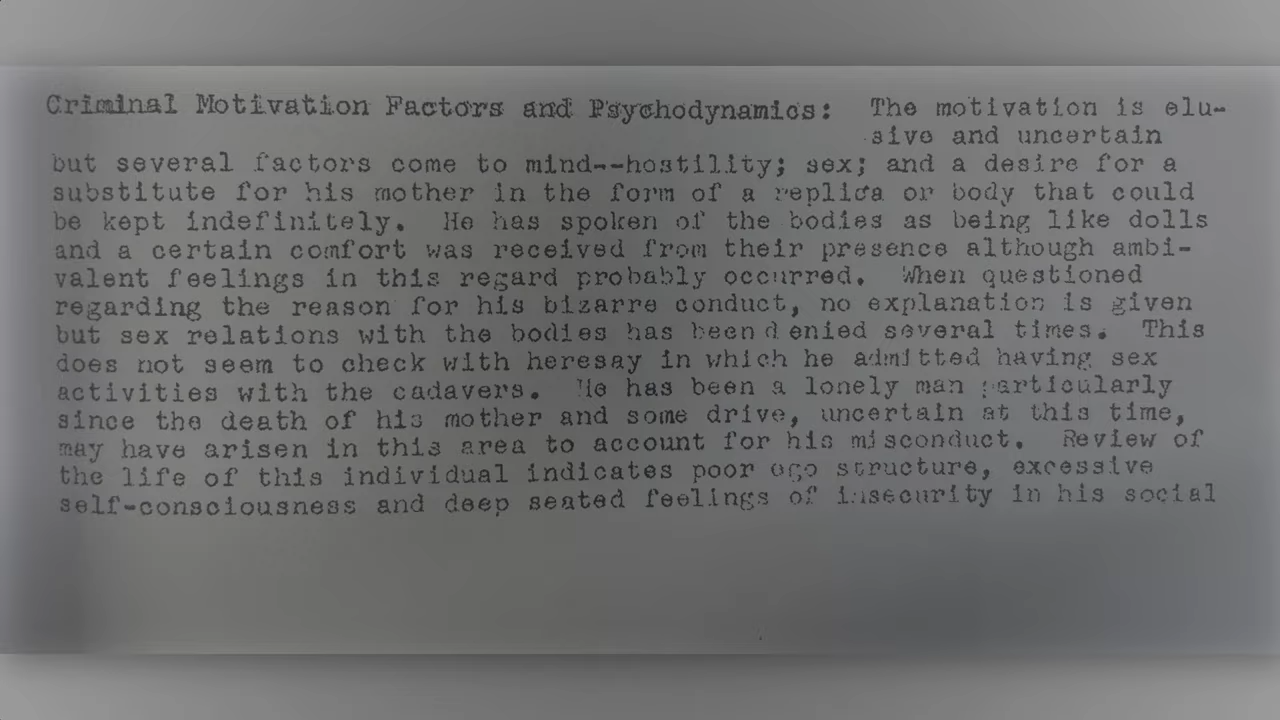 Criminal Motivation Factors and Psychodynamics: The motivation is elu-
sive and uncertain
but several factors come to mind--hostility; sex; and a desire for a
substitute for his mother in the form of a replica or body that could
be kept indefinitely. He has spoken of the bodies as being like dolls
and a certain comfort was received from their presence although ambi-
valent feelings in this regard probably occurred. When questioned
regarding the reason for his bizarre conduct, no explanation is given
but sex relations with the bodies has been denied several times. This
does not seem to check with heresay in which he admitted having sex
activities with the cadavers. He has been a lonely man particularly
since the death of his mother and some drive, uncertain at this time,
may have arisen in this area to account for his misconduct. Review of
the life of this individual indicates poor ego structure, excessive
self-consciousness and deep seated feelings of insecurity in his social